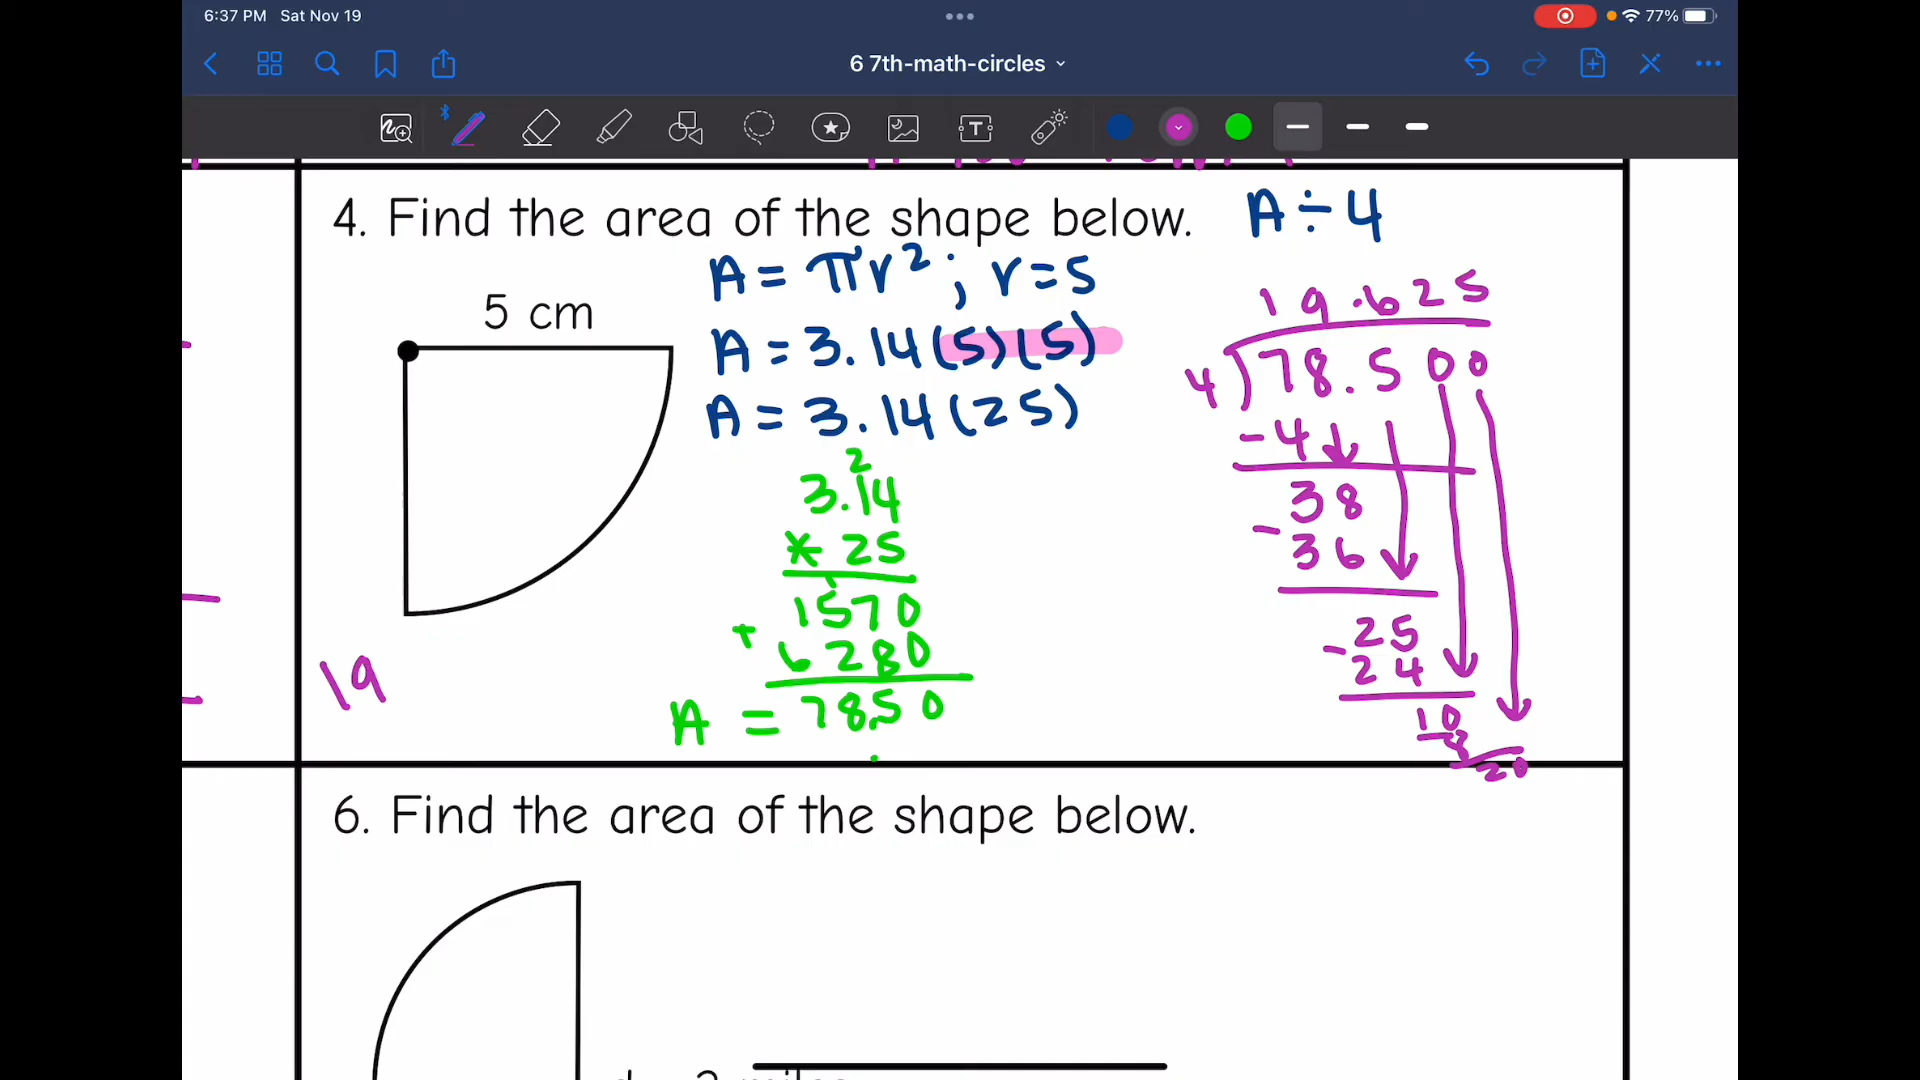 6:37 PM Sat Nov 19
77%
6 7th-math-circles
4. Find the area of the shape below.
A ÷ 4
5 cm
A = πr² ; r = 5
A = 3.14(5)(5)
A = 3.14(25)
2
3.14
* 25
1570
+ 6280
A = 78.50
19
19.625
4)78.500
-4
38
-36
25
-24
10
-8
20
6. Find the area of the shape below.